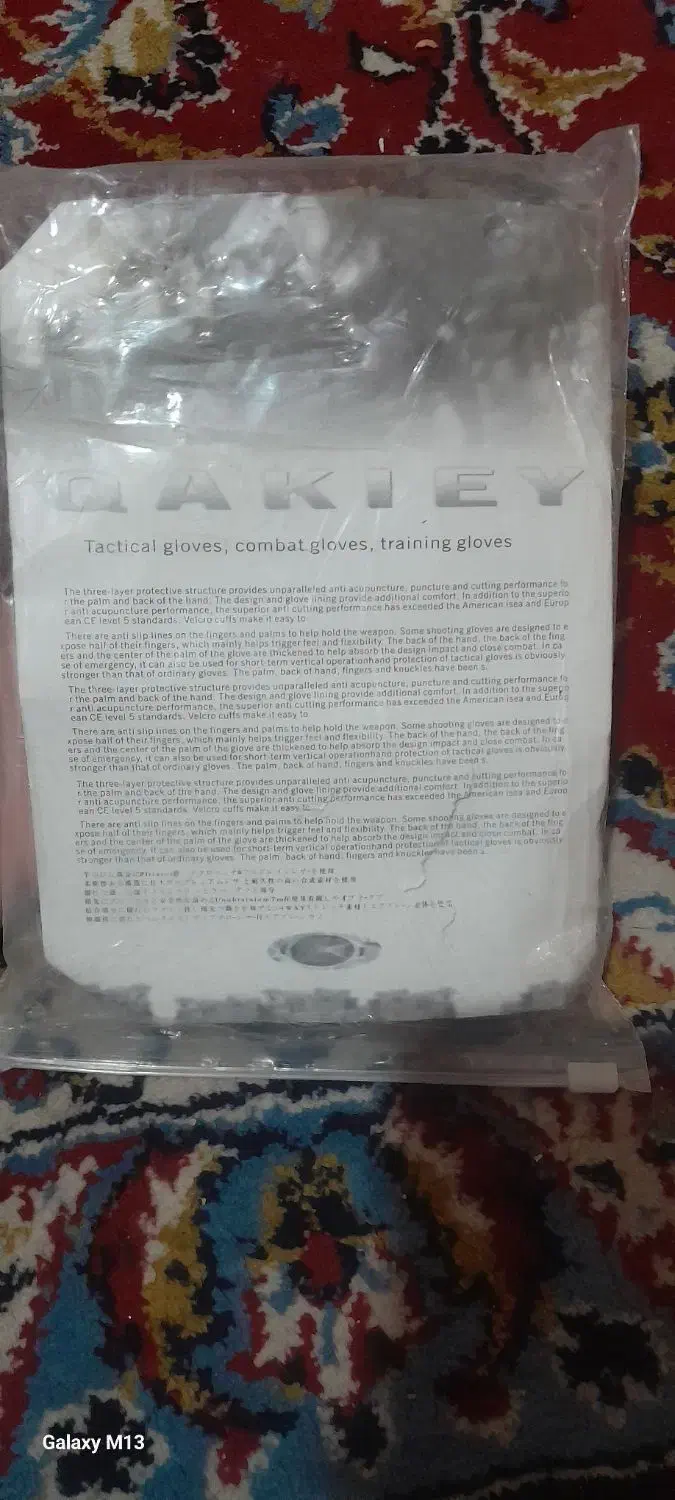 QAKIEY
Tactical gloves, combat gloves, training gloves
The three-layer protective structure provides unparalleled anti acupuncture, puncture and cutting performance fo
r the palm and back of the hand. The design and glove lining provide additional comfort. In addition to the superio
r anti acupuncture performance, the superior anti cutting performance has exceeded the American isea and Europ
ean CE level 5 standards. Velcro cuffs make it easy to
There are anti slip lines on the fingers and palms to help hold the weapon. Some shooting gloves are designed to e
xpose half of their fingers, which mainly helps trigger feel and flexibility. The back of the hand, the back of the fing
ers and the center of the palm of the glove are thickened to help absorb the design impact and close combat. In ca
se of emergency, it can also be used for short-term vertical operationhand protection of tactical gloves is obviously
stronger than that of ordinary gloves. The palm, back of hand, fingers and knuckles have been s.
The three-layer protective structure provides unparalleled anti acupuncture, puncture and cutting performance fo
r the palm and back of the hand. The design and glove lining provide additional comfort. In addition to the superio
r anti acupuncture performance, the superior anti cutting performance has exceeded the American isea and Europ
ean CE level 5 standards. Velcro cuffs make it easy to
There are anti slip lines on the fingers and palms to help hold the weapon. Some shooting gloves are designed to e
xpose half of their fingers, which mainly helps trigger feel and flexibility. The back of the hand, the back of the fing
ers and the center of the palm of the glove are thickened to help absorb the design impact and close combat. In ca
se of emergency, it can also be used for short-term vertical operationhand protection of tactical gloves is obviously
stronger than that of ordinary gloves. The palm, back of hand, fingers and knuckles have been s.
The three-layer protective structure provides unparalleled anti acupuncture, puncture and cutting performance fo
r the palm and back of the hand. The design and glove lining provide additional comfort. In addition to the superio
r anti acupuncture performance, the superior anti cutting performance has exceeded the American isea and Europ
ean CE level 5 standards. Velcro cuffs make it easy to
There are anti slip lines on the fingers and palms to help hold the weapon. Some shooting gloves are designed to e
xpose half of their fingers, which mainly helps trigger feel and flexibility. The back of the hand, the back of the fing
ers and the center of the palm of the glove are thickened to help absorb the design impact and close combat. In ca
se of emergency, it can also be used for short-term vertical operationhand protection of tactical gloves is obviously
stronger than that of ordinary gloves. The palm, back of hand, fingers and knuckles have been s.
Galaxy M13